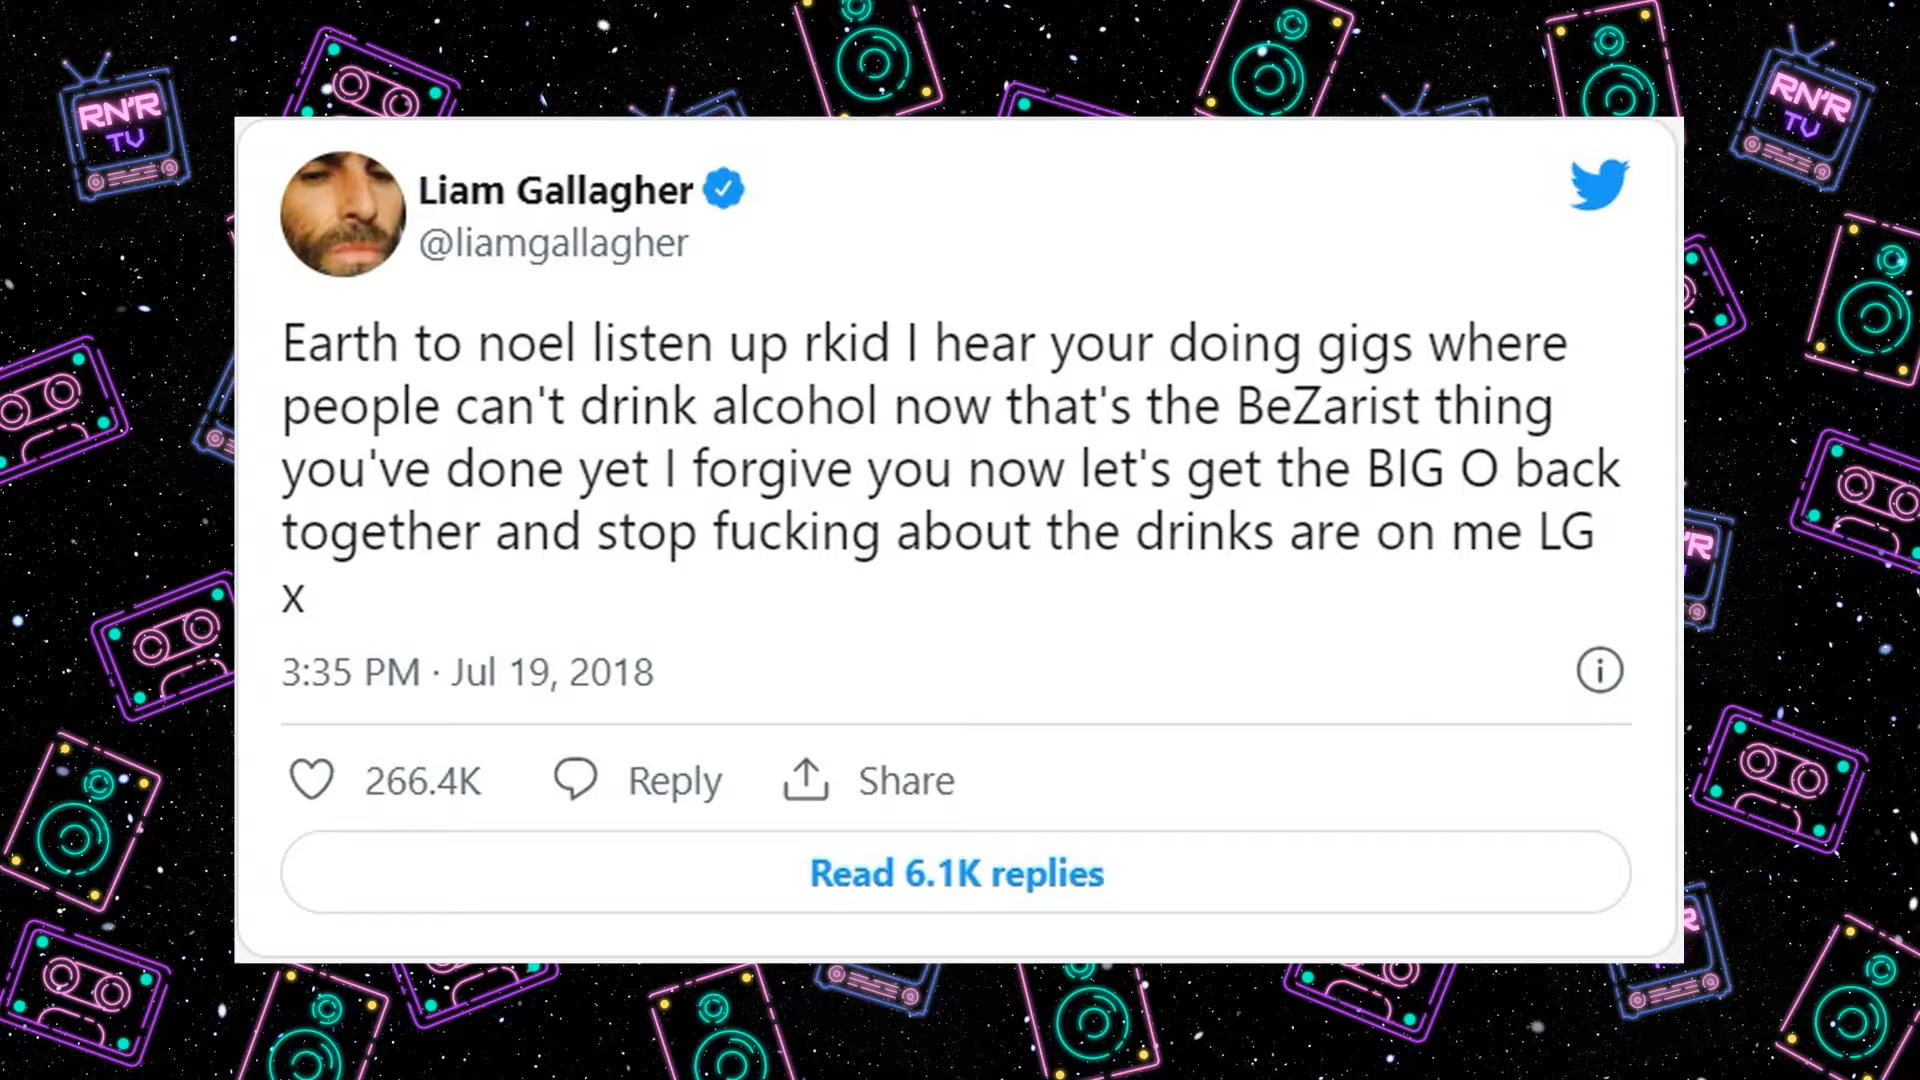 RN'R
TV
RN'R
TV
Liam Gallagher
@liamgallagher
Earth to noel listen up rkid I hear your doing gigs where
people can't drink alcohol now that's the BeZarist thing
you've done yet I forgive you now let's get the BIG O back
together and stop fucking about the drinks are on me LG
x
3:35 PM · Jul 19, 2018
266.4K
Reply
Share
Read 6.1K replies